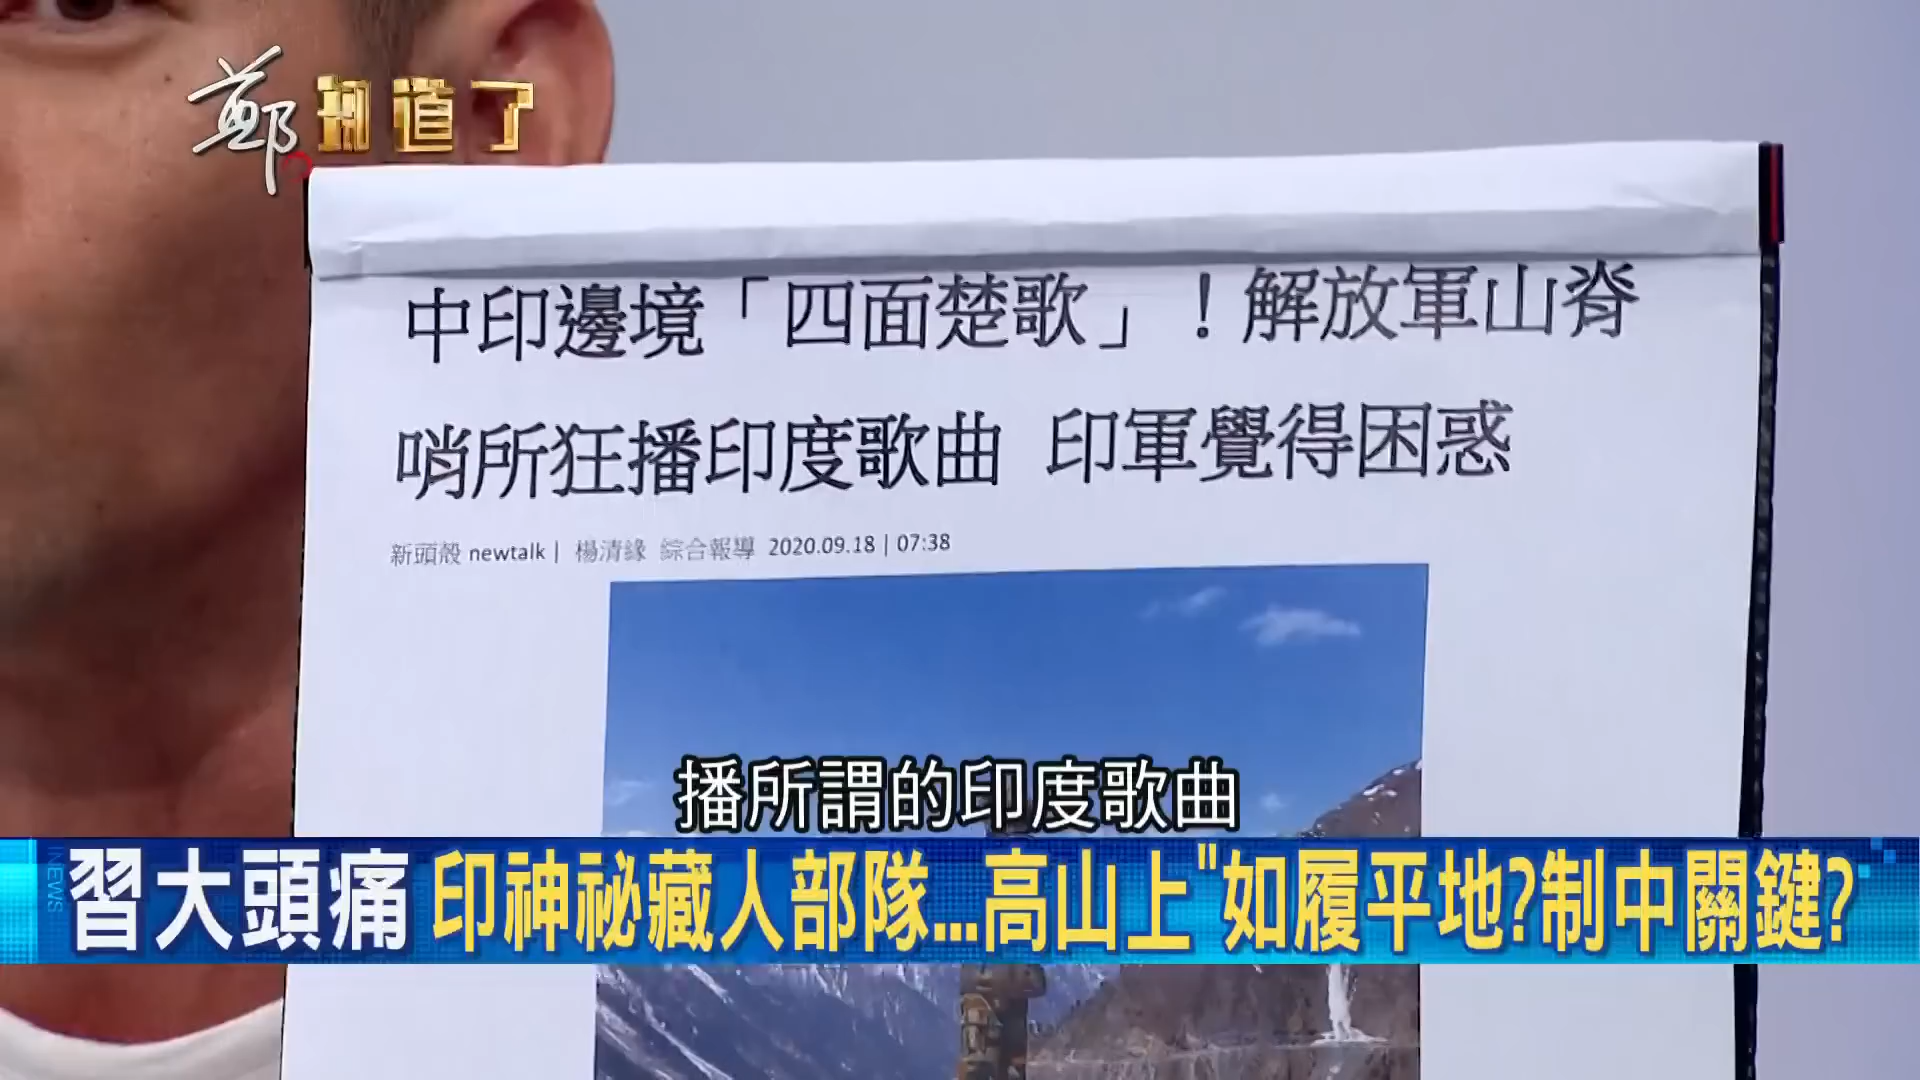 鄭知道了
中印邊境「四面楚歌」！解放軍山脊
哨所狂播印度歌曲 印軍覺得困惑
新頭殼 newtalk | 楊清緣 綜合報導 2020.09.18 | 07:38
播所謂的印度歌曲
INEWS
習大頭痛 印神祕藏人部隊...高山上"如履平地?制中關鍵?